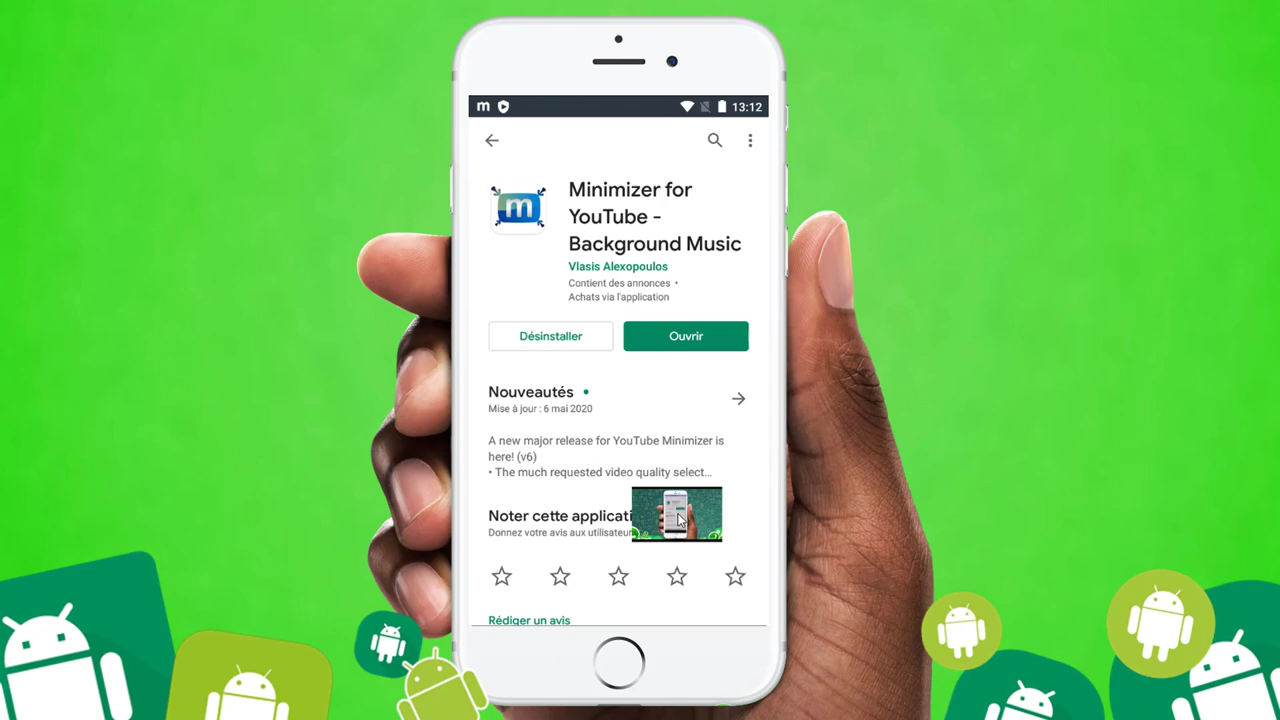 m
13:12
m
Minimizer for
YouTube -
Background Music
Vlasis Alexopoulos
Contient des annonces •
Achats via l'application
Désinstaller
Ouvrir
Nouveautés •
Mise à jour : 6 mai 2020
A new major release for YouTube Minimizer is
here! (v6)
• The much requested video quality select...
Noter cette applicati
Donnez votre avis aux utilisateur
Rédiger un avis